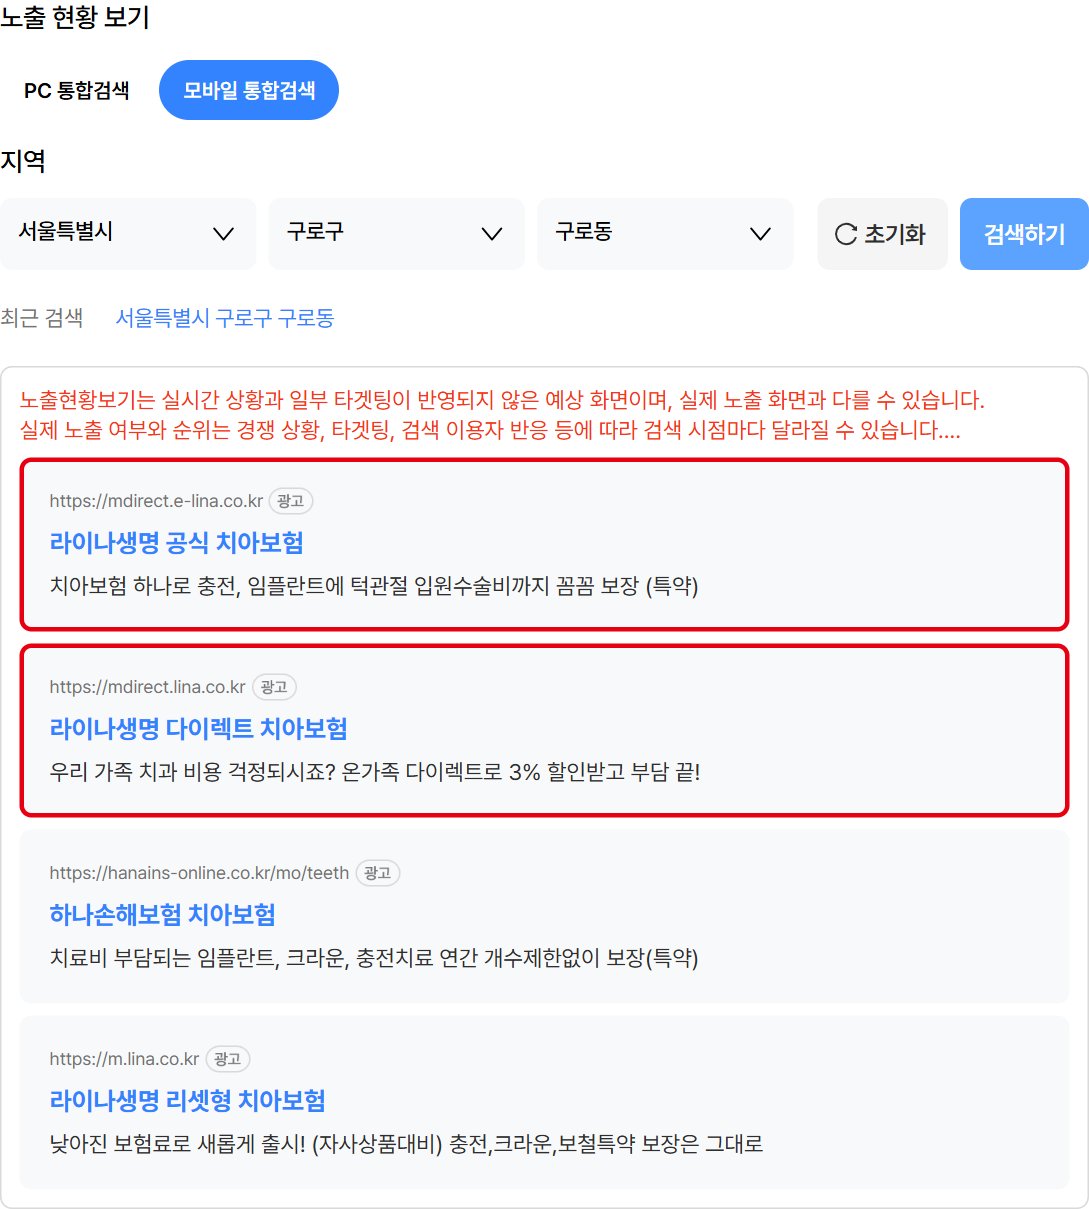 노출 현황 보기
PC 통합검색
모바일 통합검색
지역
서울특별시
구로구
구로동
초기화
검색하기
최근 검색 서울특별시 구로구 구로동
노출현황보기는 실시간 상황과 일부 타겟팅이 반영되지 않은 예상 화면이며, 실제 노출 화면과 다를 수 있습니다.
실제 노출 여부와 순위는 경쟁 상황, 타겟팅, 검색 이용자 반응 등에 따라 검색 시점마다 달라질 수 있습니다....
https://mdirect.e-lina.co.kr 광고
라이나생명 공식 치아보험
치아보험 하나로 충전, 임플란트에 턱관절 입원수술비까지 꼼꼼 보장 (특약)
https://mdirect.lina.co.kr 광고
라이나생명 다이렉트 치아보험
우리 가족 치과 비용 걱정되시죠? 온가족 다이렉트로 3% 할인받고 부담 끝!
https://hanains-online.co.kr/mo/teeth 광고
하나손해보험 치아보험
치료비 부담되는 임플란트, 크라운, 충전치료 연간 개수제한없이 보장(특약)
https://m.lina.co.kr 광고
라이나생명 리셋형 치아보험
낮아진 보험료로 새롭게 출시! (자사상품대비) 충전,크라운,보철특약 보장은 그대로